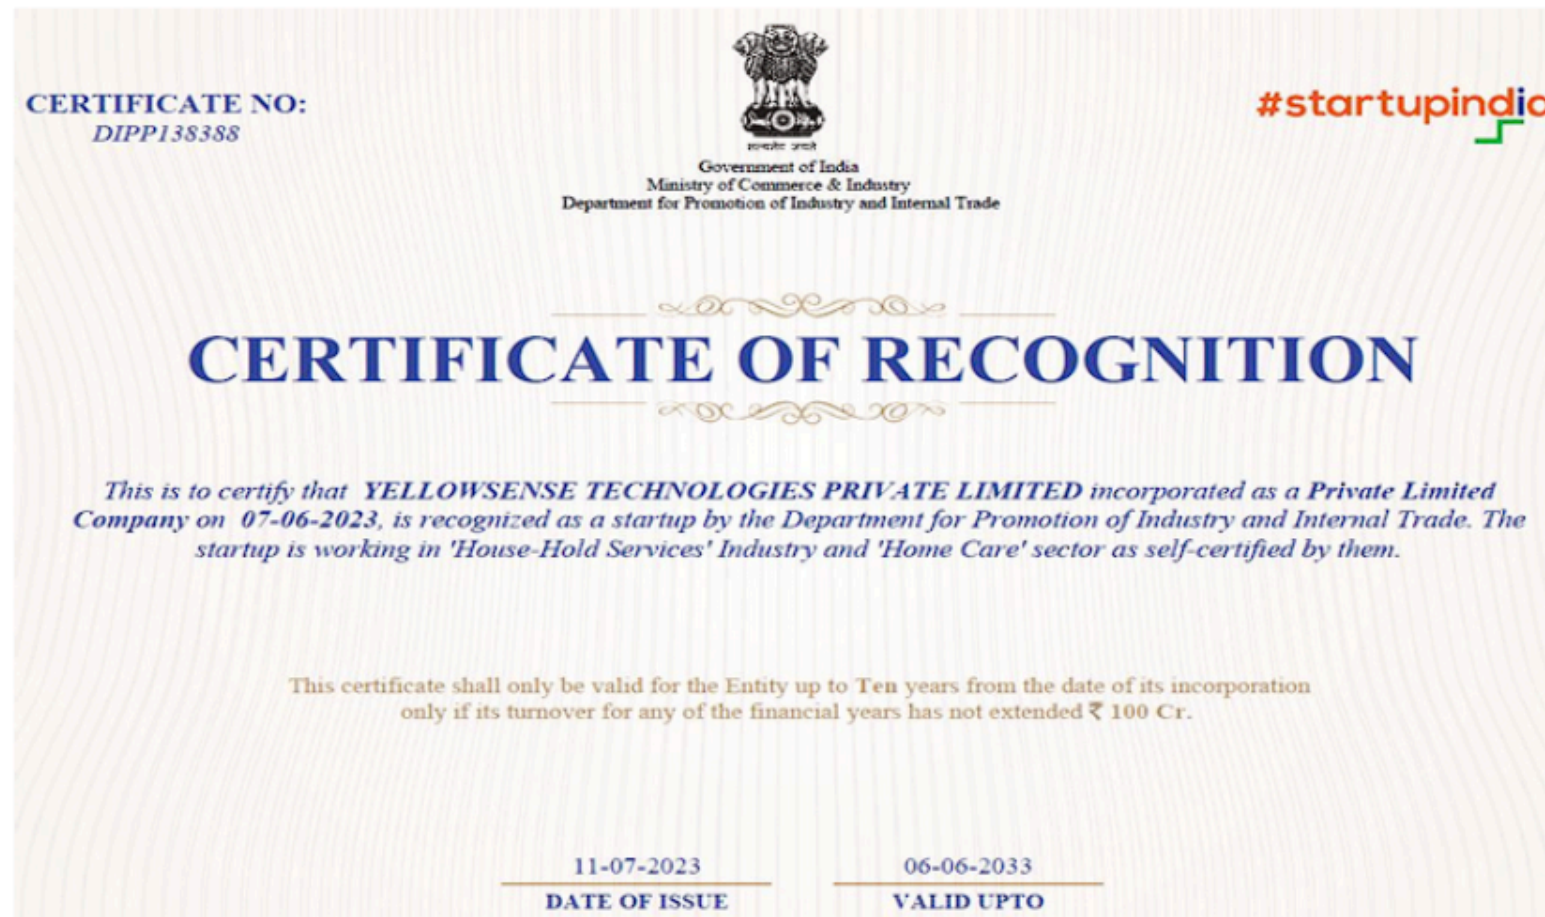 CERTIFICATE NO:
DIPP138388
सत्यमेव जयते
#startupindia
Government of India
Ministry of Commerce & Industry
Department for Promotion of Industry and Internal Trade
CERTIFICATE OF RECOGNITION
This is to certify that YELLOWSENSE TECHNOLOGIES PRIVATE LIMITED incorporated as a Private Limited
Company on 07-06-2023, is recognized as a startup by the Department for Promotion of Industry and Internal Trade. The
startup is working in 'House-Hold Services' Industry and 'Home Care' sector as self-certified by them.
This certificate shall only be valid for the Entity up to Ten years from the date of its incorporation
only if its turnover for any of the financial years has not extended ₹ 100 Cr.
11-07-2023
DATE OF ISSUE
06-06-2033
VALID UPTO